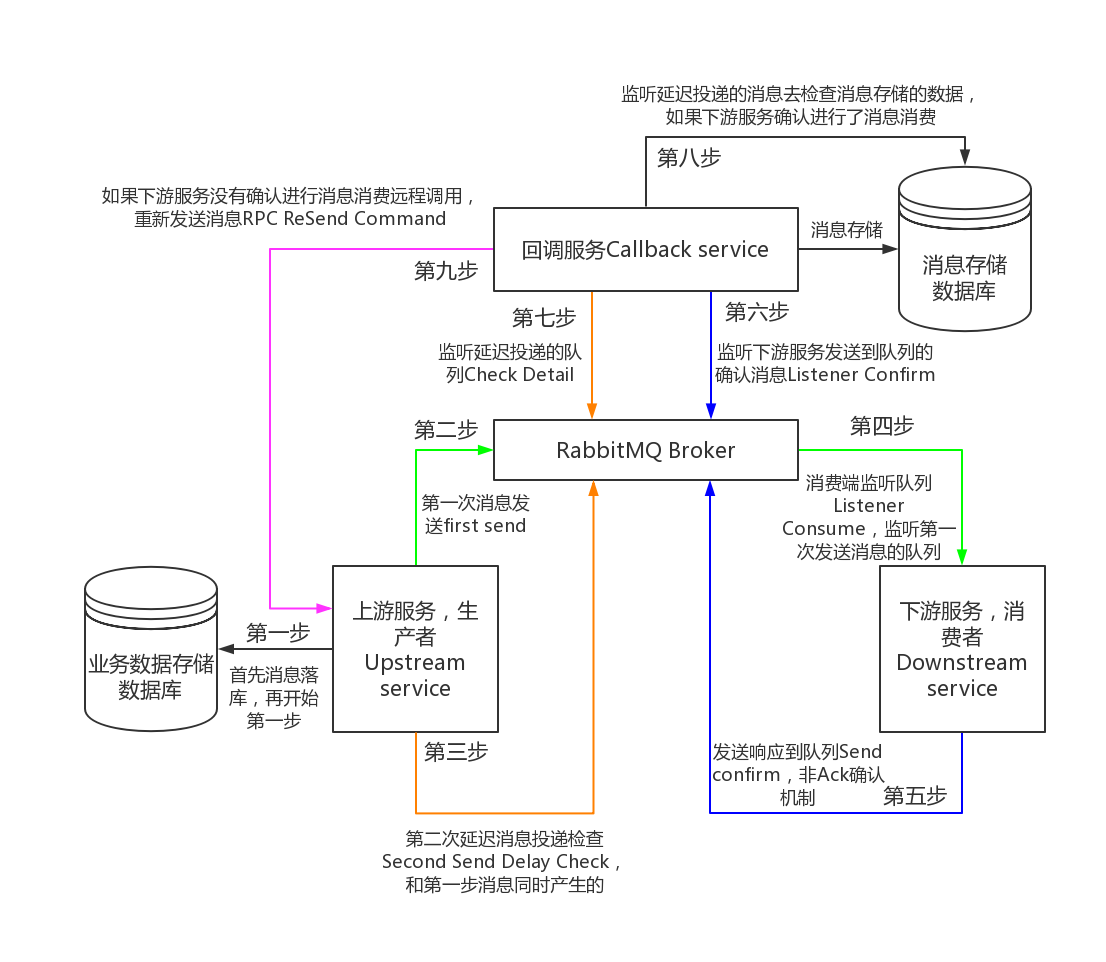 监听延迟投递的消息去检查消息存储的数据，
如果下游服务确认进行了消息消费
第八步
如果下游服务没有确认进行消息消费远程调用，
重新发送消息RPC ReSend Command
回调服务Callback service
消息存储
消息存储
数据库
第九步
第七步
第六步
监听延迟投递的队
列Check Detail
监听下游服务发送到队列的
确认消息Listener Confirm
第二步
RabbitMQ Broker
第四步
第一次消息发
送first send
消费端监听队列
Listener
Consume，监听第一
次发送消息的队列
业务数据存储
数据库
第一步
首先消息落
库，再开始
第一步
上游服务，生
产者
Upstream
service
下游服务，消
费者
Downstream
service
第三步
发送响应到队列Send
confirm，非Ack确认
机制
第五步
第二次延迟消息投递检查
Second Send Delay Check，
和第一步消息同时产生的